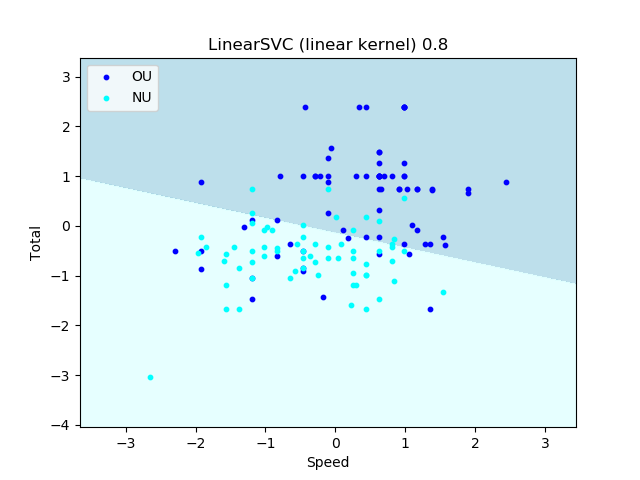 LinearSVC (linear kernel) 0.8
OU
NU
3
2
1
0
−1
−2
−3
−4
Total
−3 −2 −1 0 1 2 3
Speed